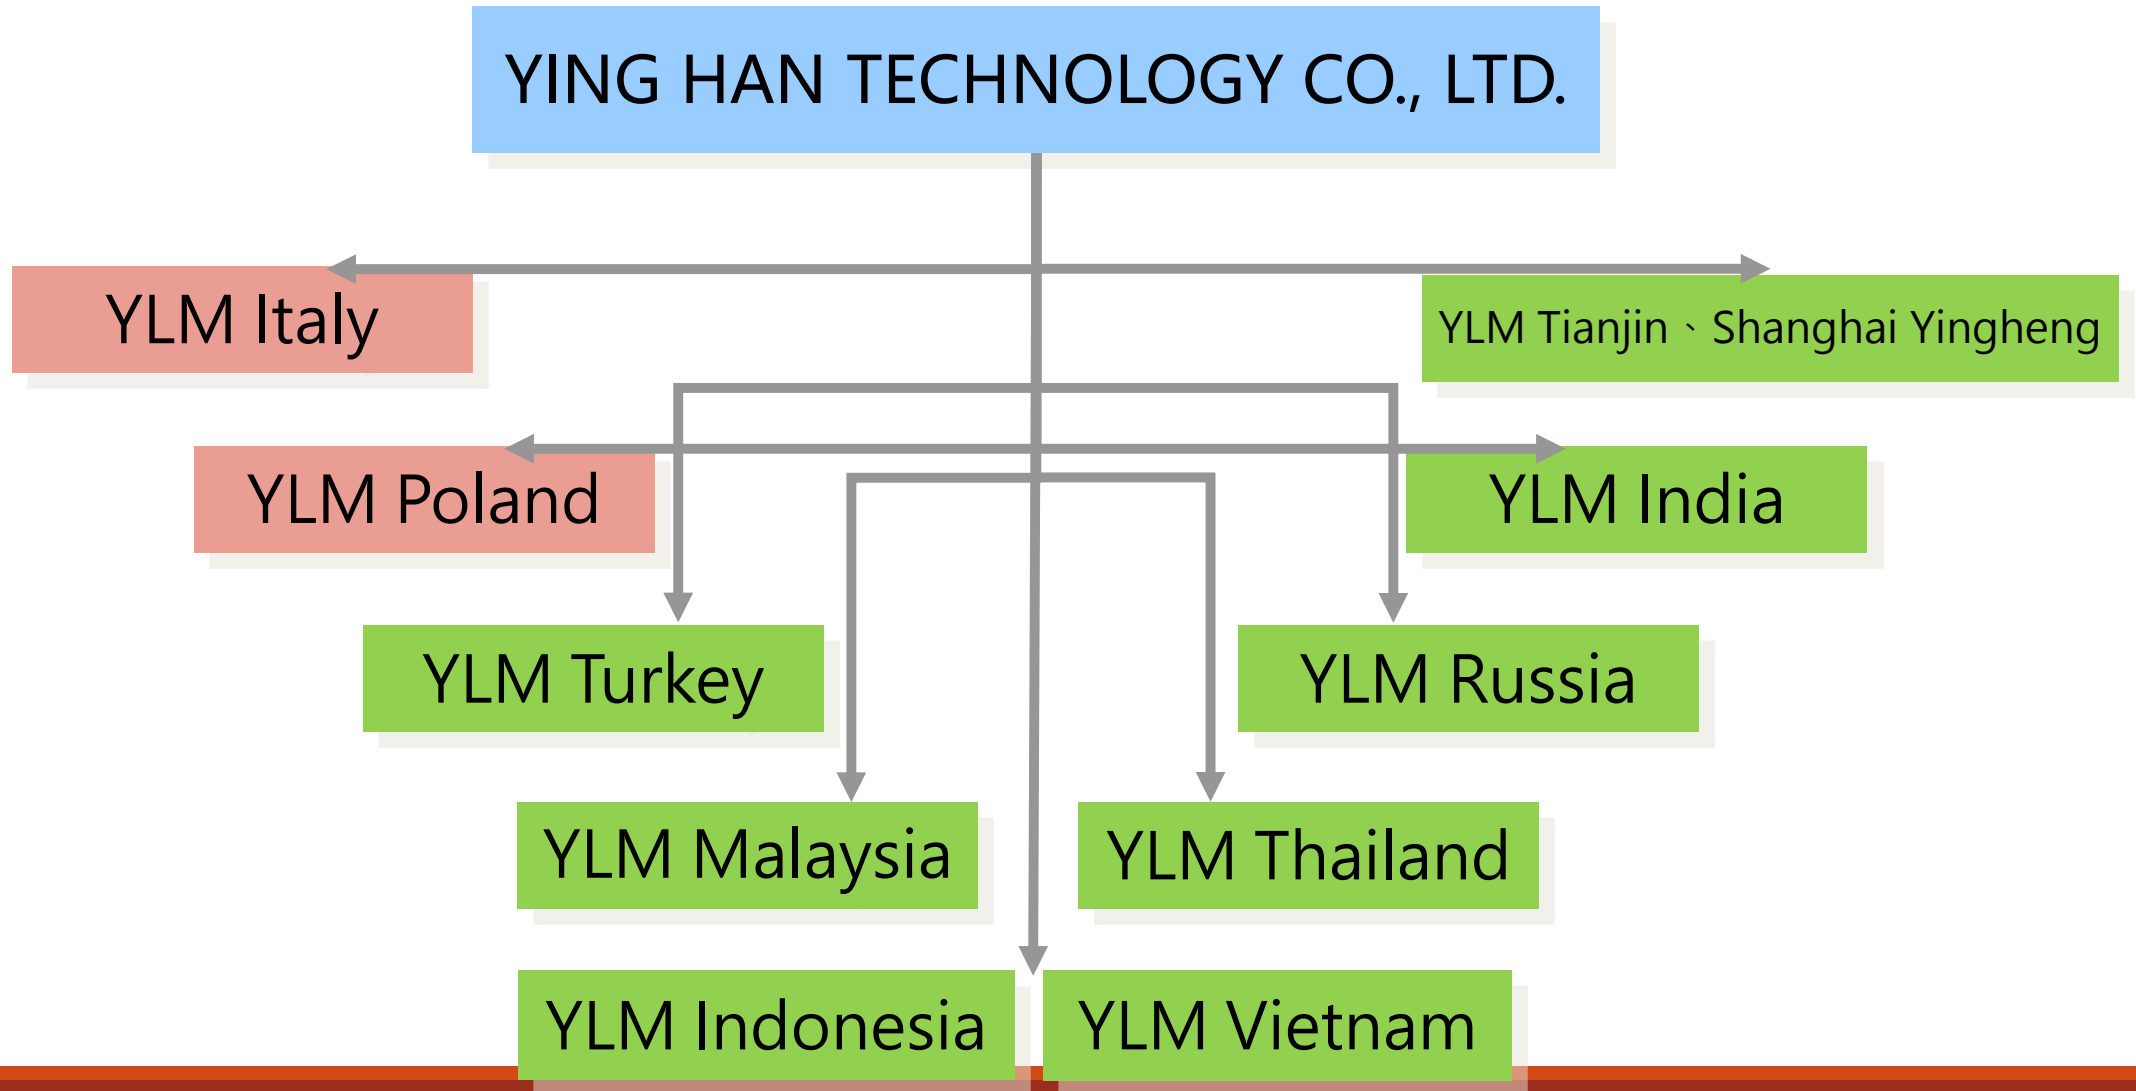 YING HAN TECHNOLOGY CO., LTD.
YLM Italy
YLM Tianjin、Shanghai Yingheng
YLM Poland
YLM India
YLM Turkey
YLM Russia
YLM Malaysia
YLM Thailand
YLM Indonesia
YLM Vietnam